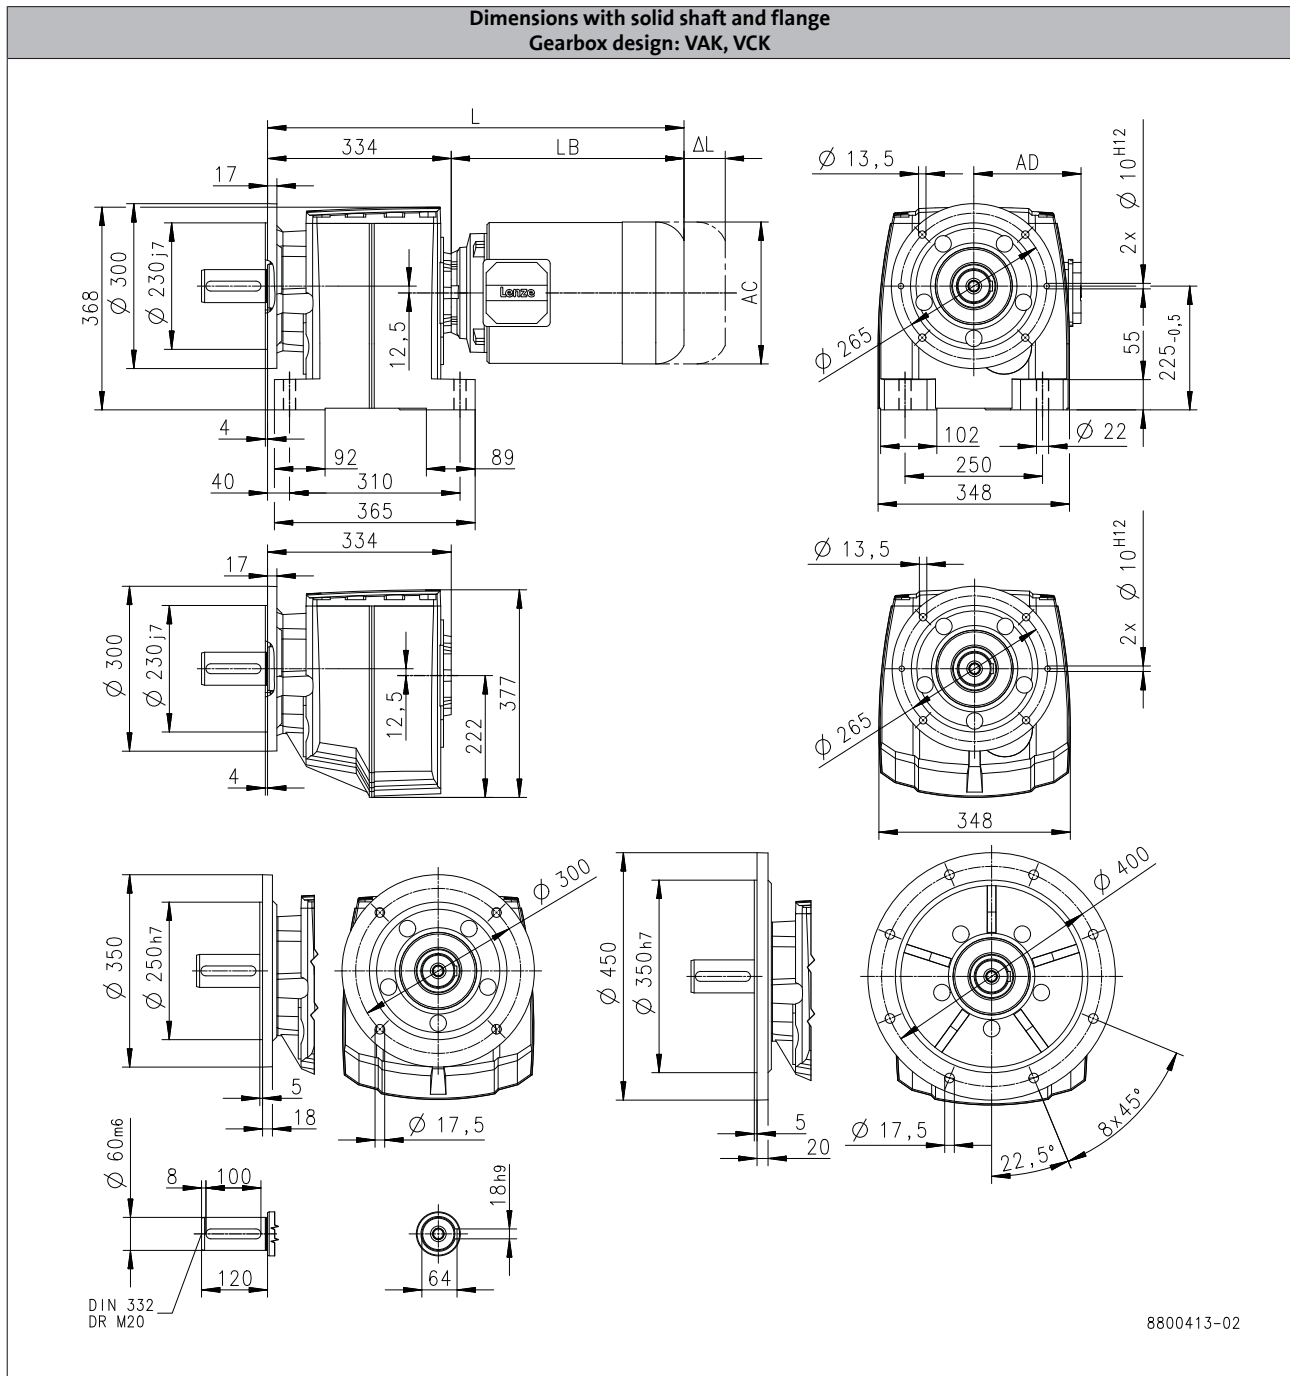 Dimensions with solid shaft and flange
Gearbox design: VAK, VCK
L
334
LB
ΔL
17
368
Ø 300
Ø 230j7
Lenze
12,5
AC
4
92
89
40
310
365
Ø 13,5
AD
2x Ø 10H12
Ø 265
55
225-0,5
102
Ø 22
250
348
334
17
Ø 300
Ø 230j7
12,5
222
377
4
Ø 13,5
2x Ø 10H12
Ø 265
348
Ø 350
Ø 250h7
5
18
Ø 300
Ø 17,5
Ø 450
Ø 350h7
5
20
Ø 400
Ø 17,5
22,5°
8x45°
Ø 60m6
8
100
120
DIN 332
DR M20
18h9
64
8800413-02